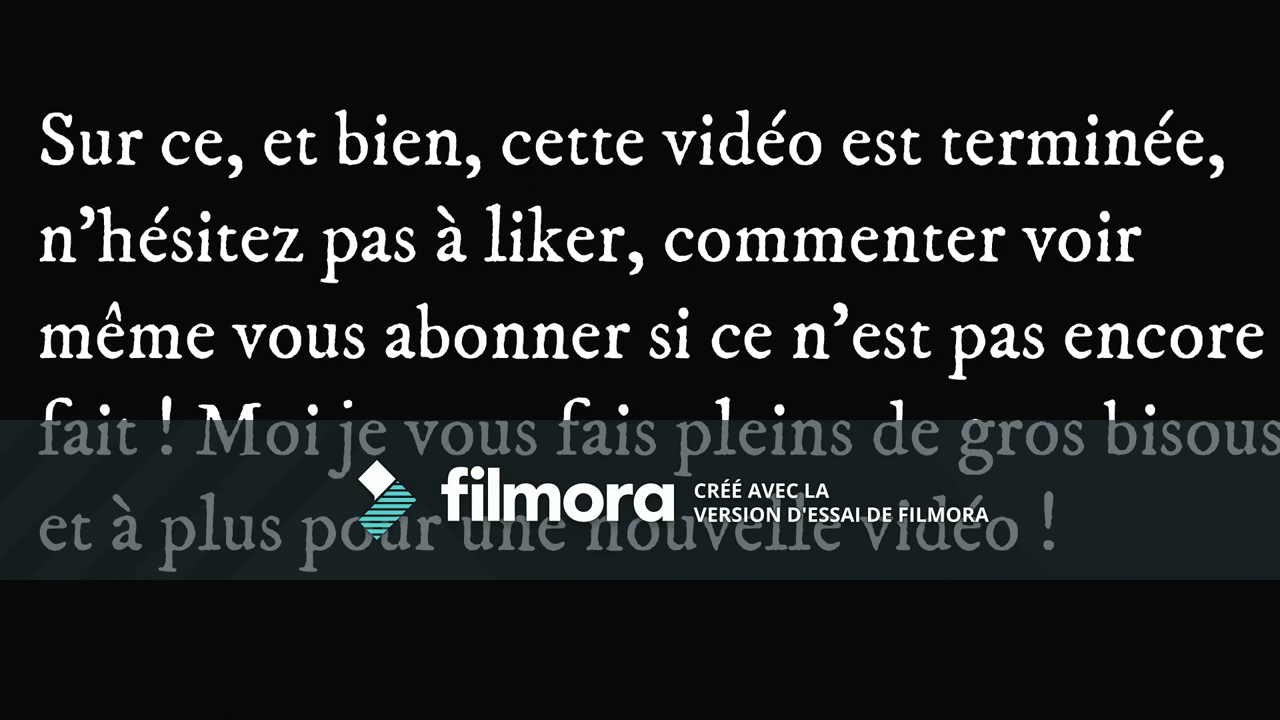 Sur ce, et bien, cette vidéo est terminée,
n'hésitez pas à liker, commenter voir
même vous abonner si ce n'est pas encore
fait ! Moi je vous fais pleins de gros bisous
et à plus pour une nouvelle vidéo !
filmora
CRÉÉ AVEC LA
VERSION D'ESSAI DE FILMORA